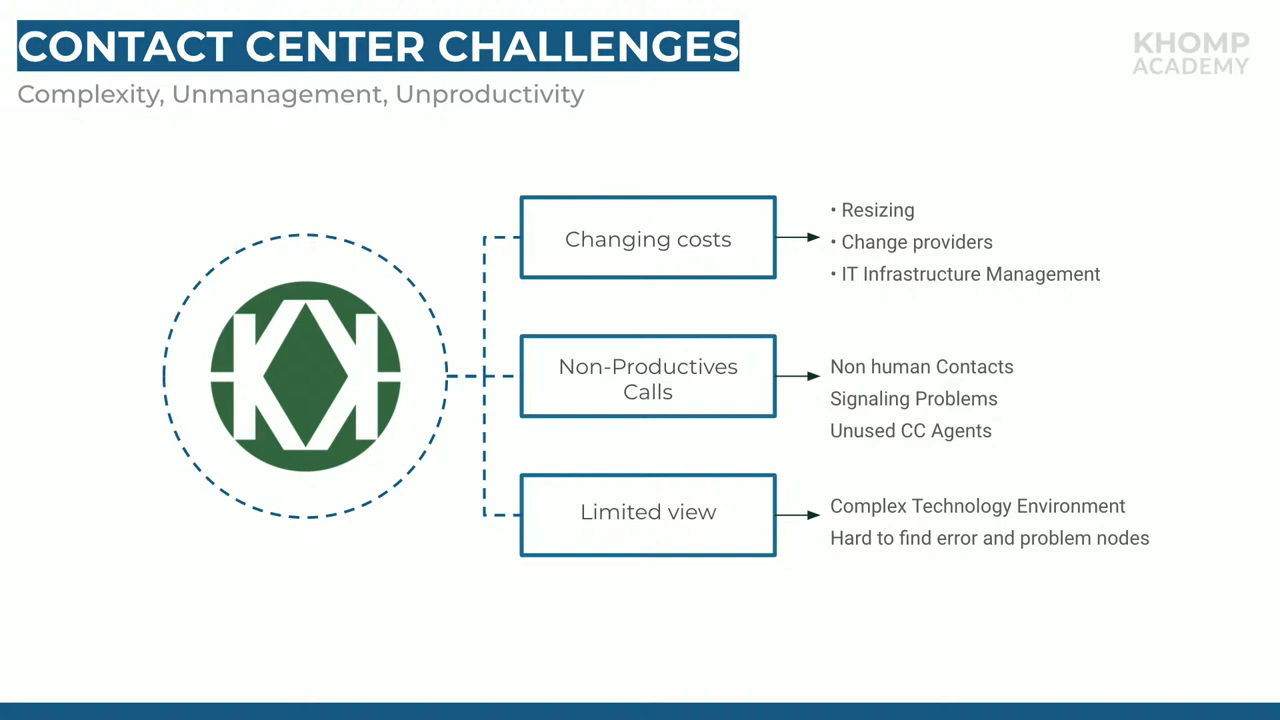 CONTACT CENTER CHALLENGES
KHOMP
ACADEMY
Complexity, Unmanagement, Unproductivity
Changing costs
• Resizing
• Change providers
• IT Infrastructure Management
Non-Productives
Calls
Non human Contacts
Signaling Problems
Unused CC Agents
Limited view
Complex Technology Environment
Hard to find error and problem nodes